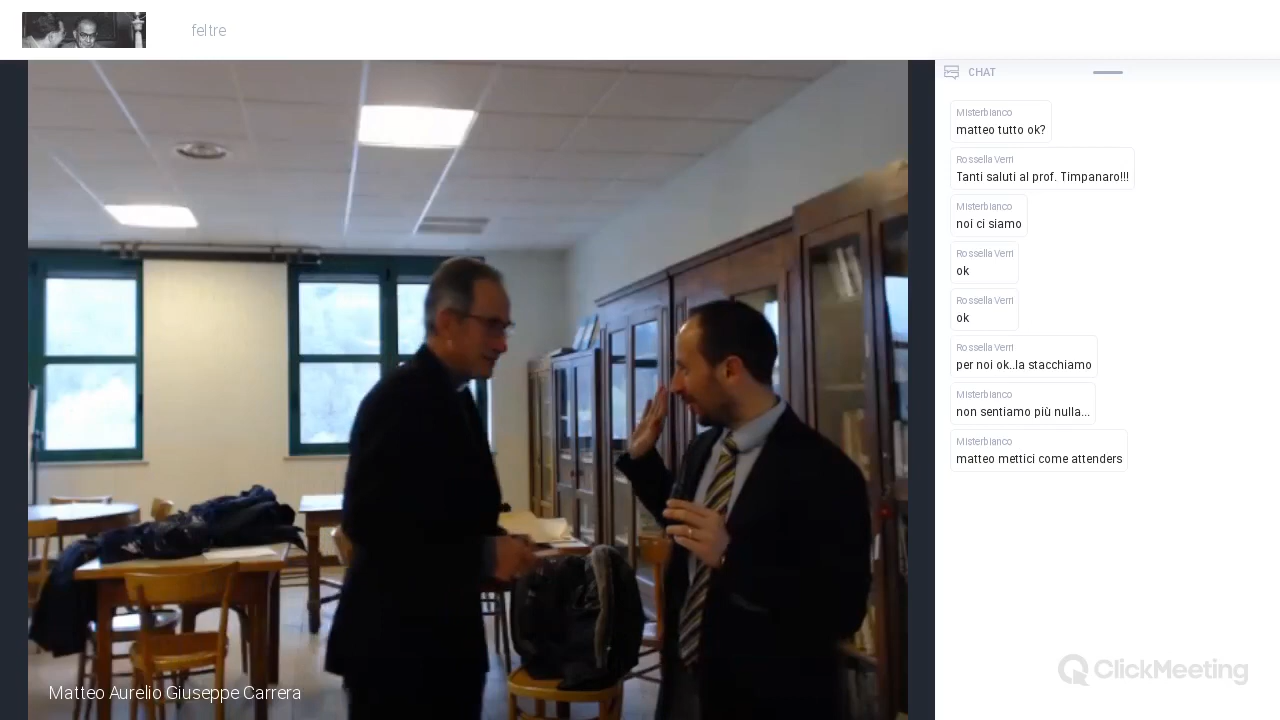 feltre
CHAT
Misterbianco
matteo tutto ok?
Rossella Verri
Tanti saluti al prof. Timpanaro!!!
Misterbianco
noi ci siamo
Rossella Verri
ok
Rossella Verri
ok
Rossella Verri
per noi ok..la stacchiamo
Misterbianco
non sentiamo più nulla...
Misterbianco
matteo mettici come attenders
Matteo Aurelio Giuseppe Carrera
ClickMeeting